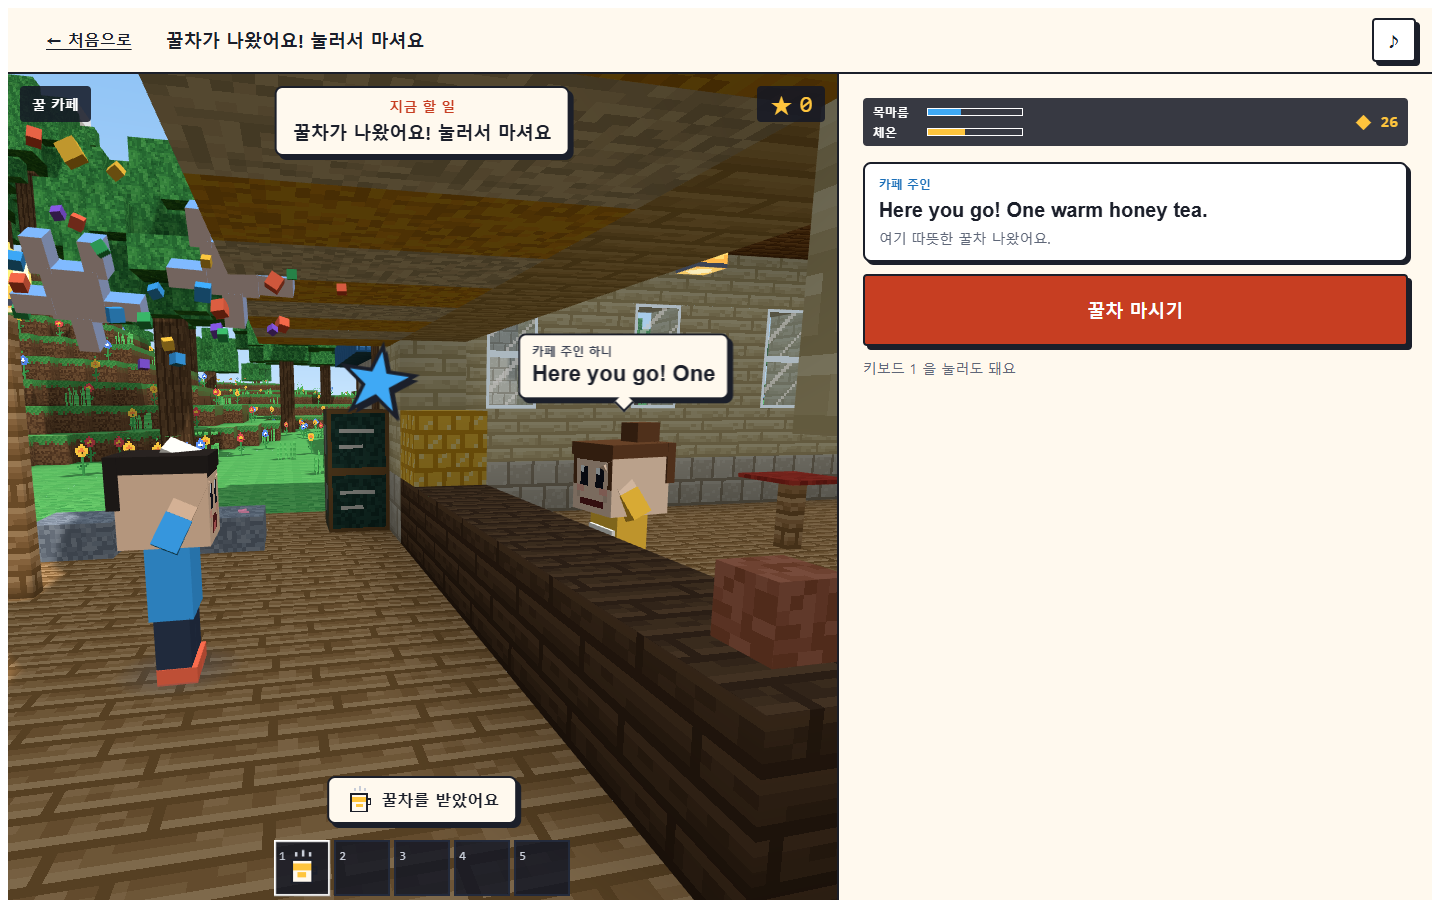 ← 처음으로
꿀차가 나왔어요! 눌러서 마셔요
♪
꿀 카페
지금 할 일
꿀차가 나왔어요! 눌러서 마셔요
★ 0
카페 주인 하니
Here you go! One
꿀차를 받았어요
1
2
3
4
5
목마름
체온
◆ 26
카페 주인
Here you go! One warm honey tea.
여기 따뜻한 꿀차 나왔어요.
꿀차 마시기
키보드 1 을 눌러도 돼요